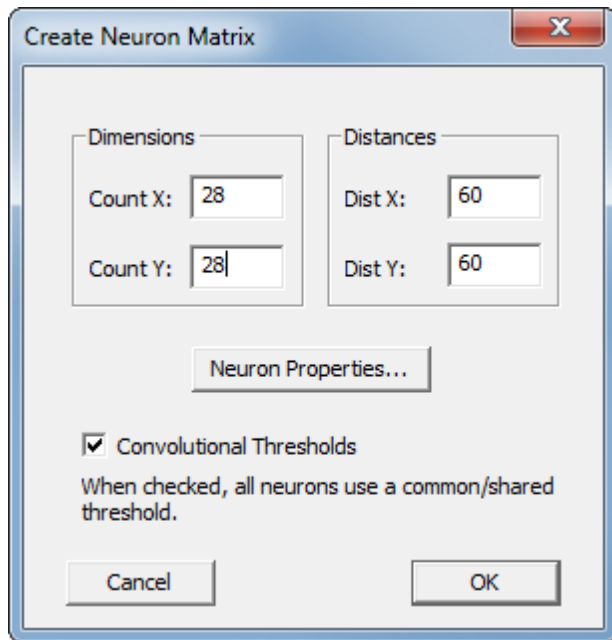 Create Neuron Matrix
Dimensions
Count X: 28
Count Y: 28
Distances
Dist X: 60
Dist Y: 60
Neuron Properties...
Convolutional Thresholds
When checked, all neurons use a common/shared
threshold.
Cancel
OK